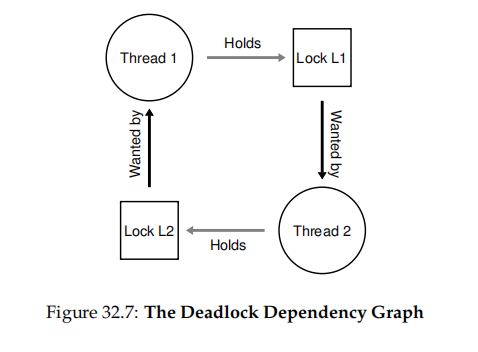 Holds
Thread 1
Lock L1
Wanted by
Wanted by
Lock L2
Thread 2
Holds
Figure 32.7: The Deadlock Dependency Graph